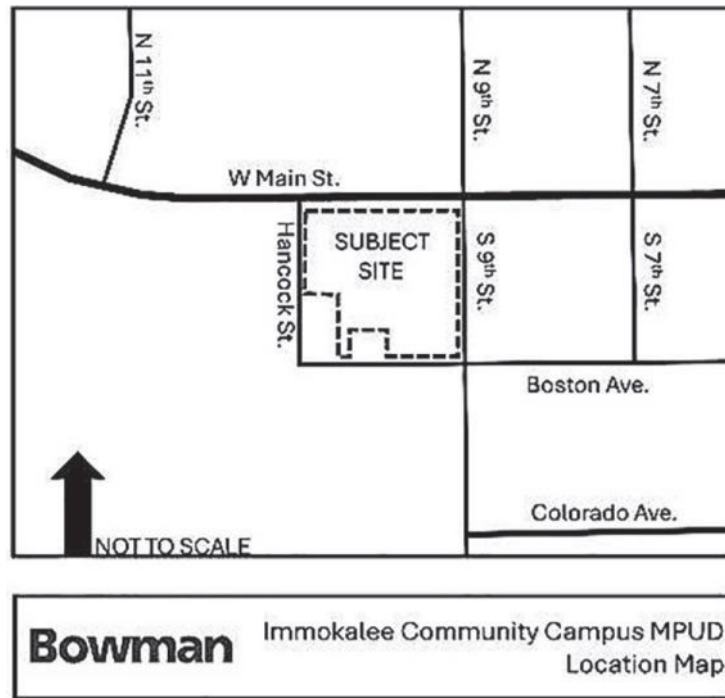 N 11th St.
N 9th St.
N 7th St.
W Main St.
Hancock St.
SUBJECT
SITE
S 9th St.
S 7th St.
Boston Ave.
Colorado Ave.
NOT TO SCALE
Bowman
Immokalee Community Campus MPUD
Location Map